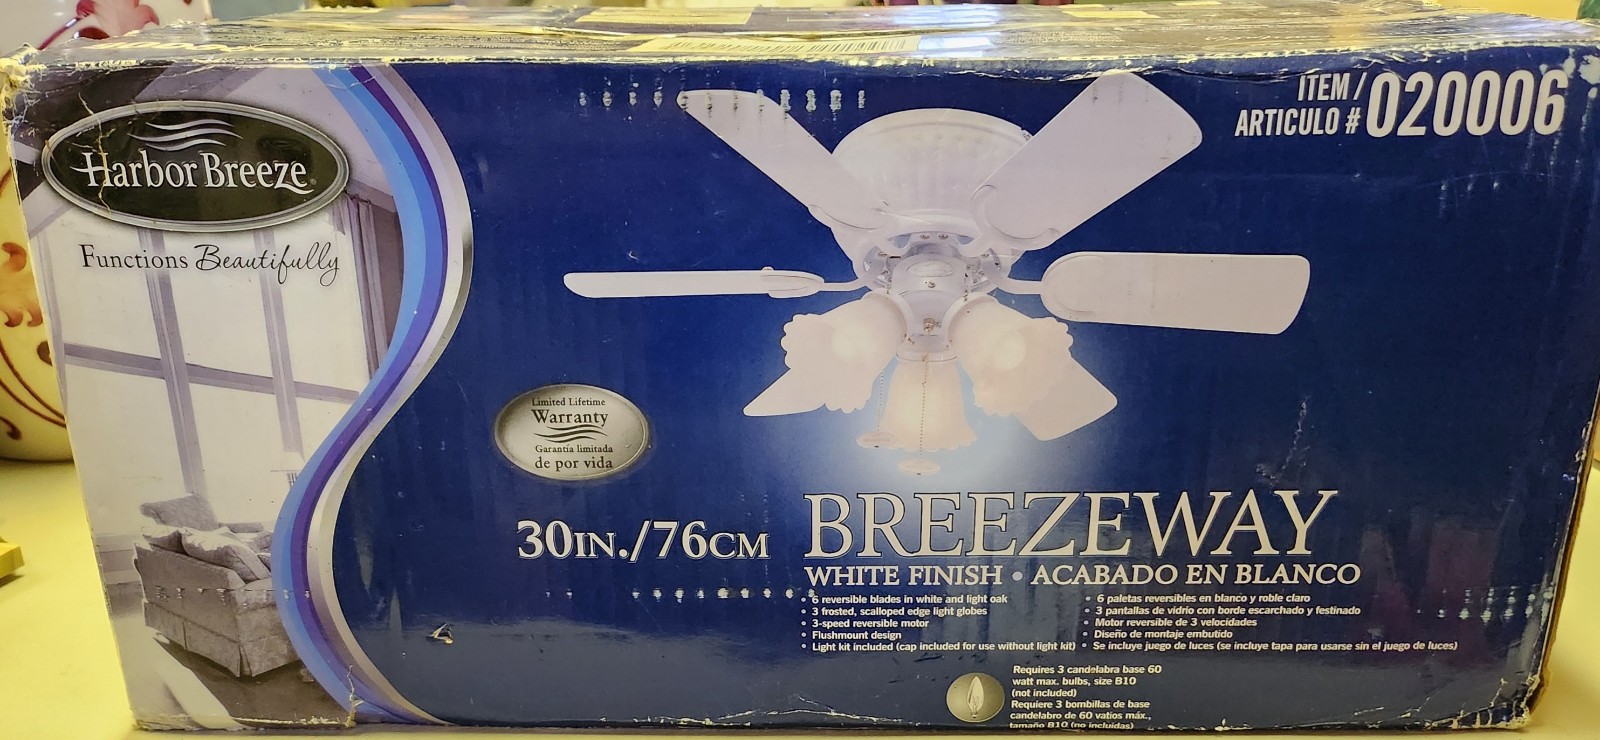 Harbor Breeze
Functions Beautifully
ITEM /
ARTICULO # 020006
Limited Lifetime
Warranty
Garantía limitada
de por vida
30IN./76CM
BREEZEWAY
WHITE FINISH • ACABADO EN BLANCO
• 6 reversible blades in white and light oak
• 3 frosted, scalloped edge light globes
• 3-speed reversible motor
• Flushmount design
• Light kit included (cap included for use without light kit)
• 6 paletas reversibles en blanco y roble claro
• 3 pantallas de vidrio con borde escarchado y festinado
• Motor reversible de 3 velocidades
• Diseño de montaje embutido
• Se incluye juego de luces (se incluye tapa para usarse sin el juego de luces)
Requires 3 candelabra base 60
watt max. bulbs, size B10
(not included)
Requiere 3 bombillas de base
candelabro de 60 vatios máx.,
tamaño B10 (no incluidas)